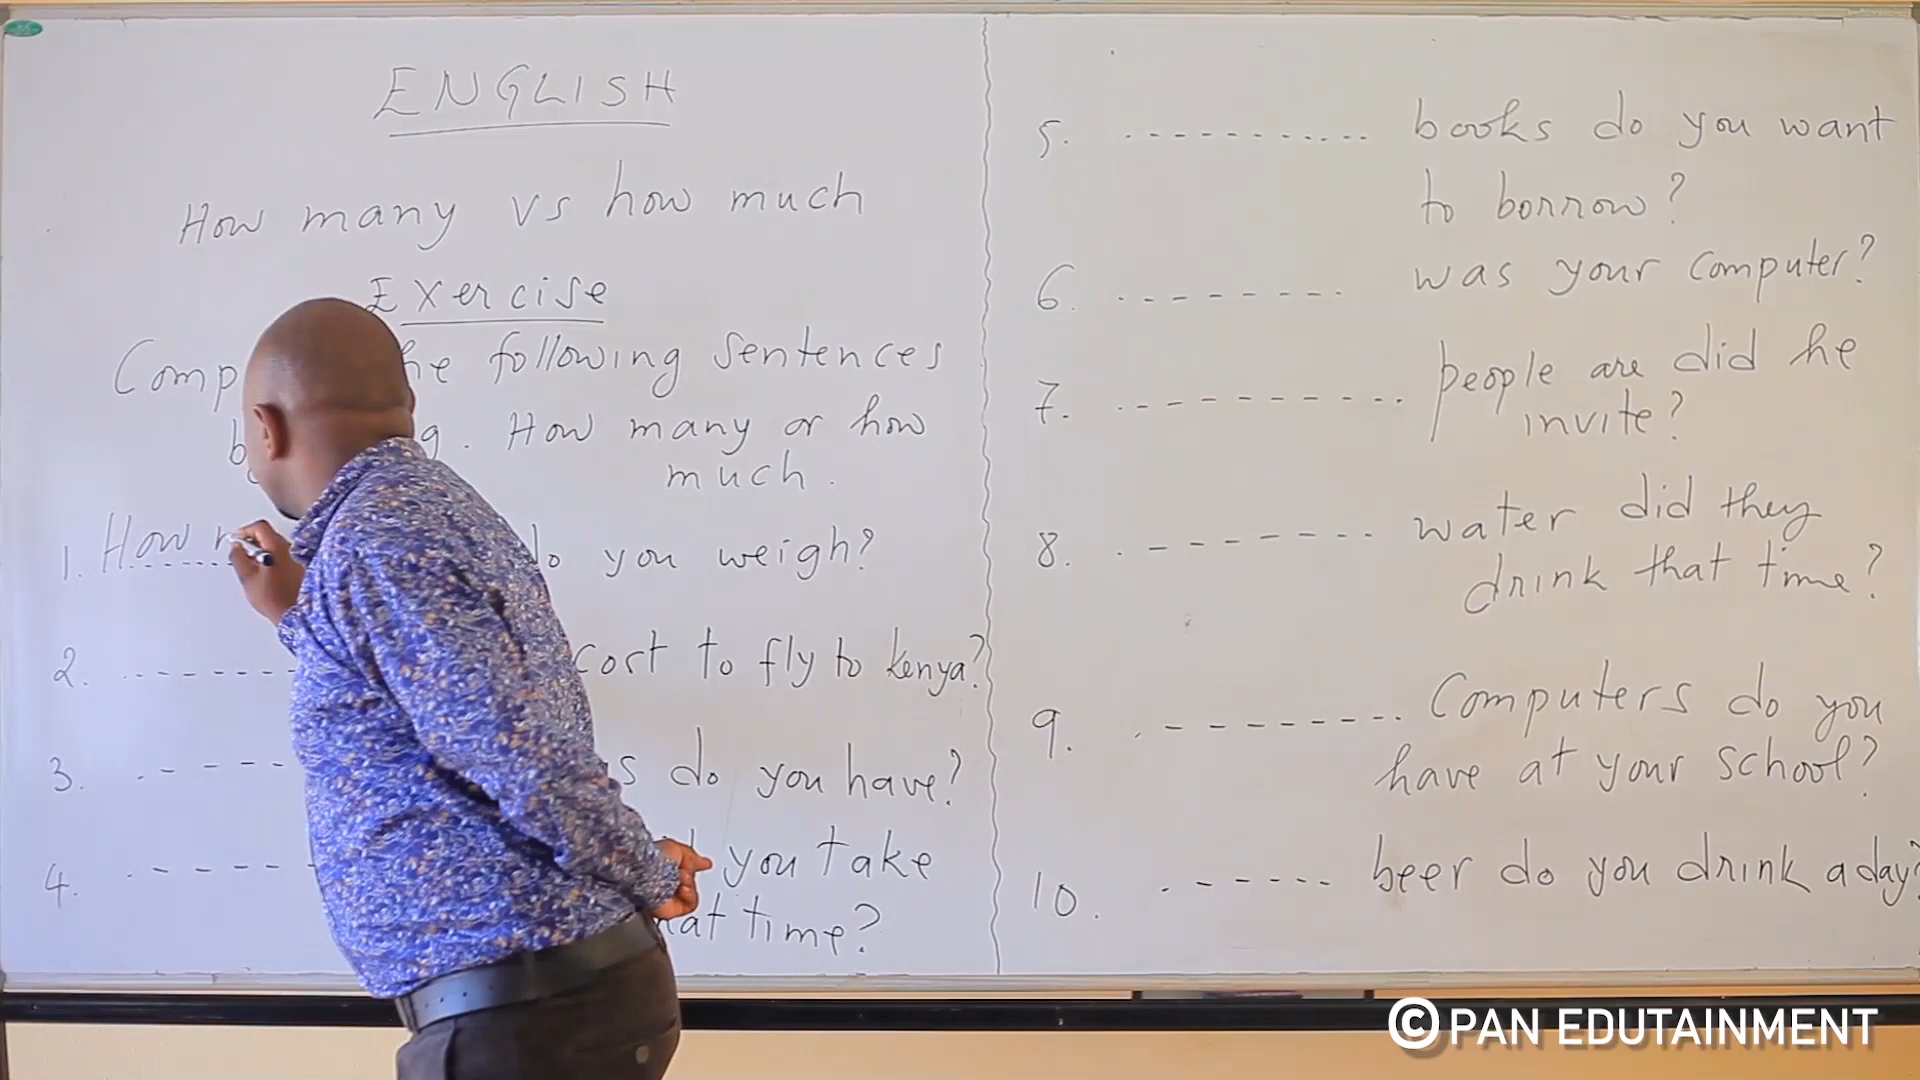 ENGLISH
How many vs how much
Exercise
Comp he following sentences
b g. How many or how
much.
1. How do you weigh?
2. cost to fly to kenya?
3. s do you have?
4. you take
hat time?
5. books do you want
to borrow?
6. was your computer?
7. people are did he
invite?
8. water did they
drink that time?
9. Computers do you
have at your school?
10. beer do you drink a day?
© PAN EDUTAINMENT